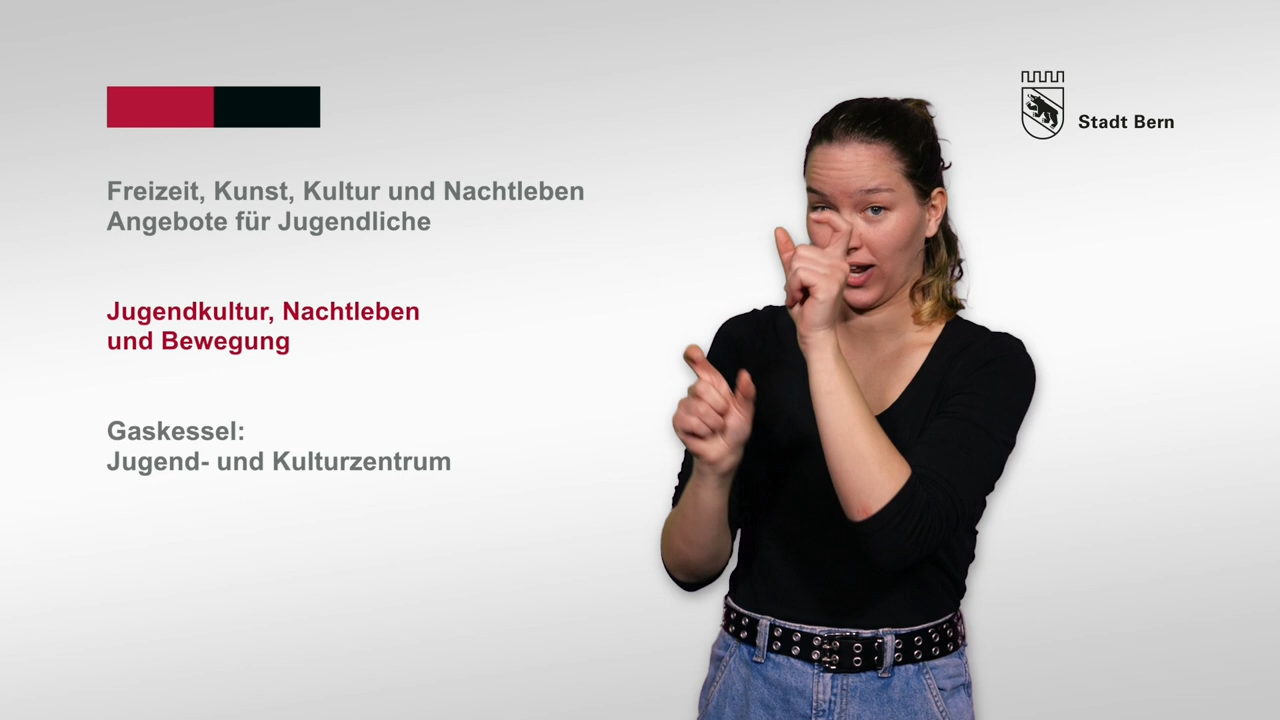 Stadt Bern
Freizeit, Kunst, Kultur und Nachtleben
Angebote für Jugendliche
Jugendkultur, Nachtleben
und Bewegung
Gaskessel:
Jugend- und Kulturzentrum